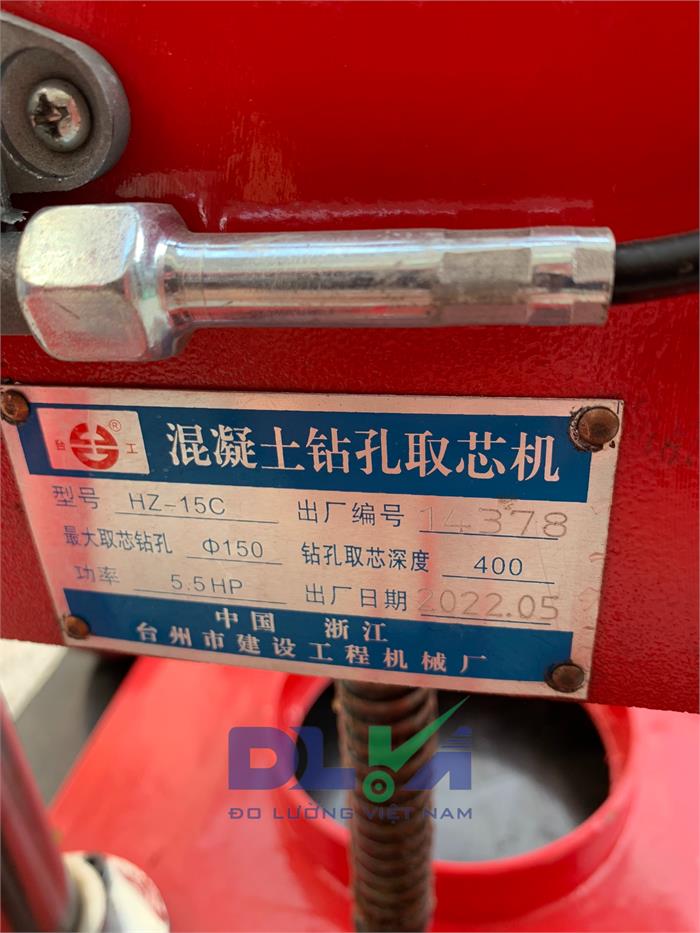 台 工 ®
混凝土钻孔取芯机
型号 HZ-15C 出厂编号 14378
最大取芯钻孔 Φ150 钻孔取芯深度 400
功率 5.5HP 出厂日期 2022.05
中国 浙江
台州市建设工程机械厂
DLVN
ĐO LƯỜNG VIỆT NAM